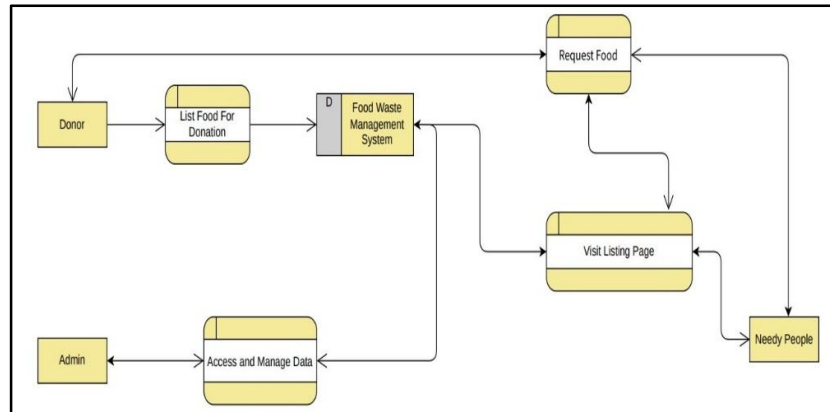 Request Food
List Food For
Donation
D
Food Waste
Management
System
Donor
Visit Listing Page
Needy People
Admin
Access and Manage Data